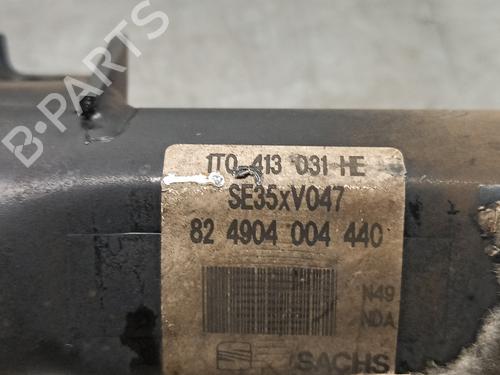 B-PARTS
1T0 413 031 HE
SE35xV047
82 4904 004 440
N49
NDA
SACHS